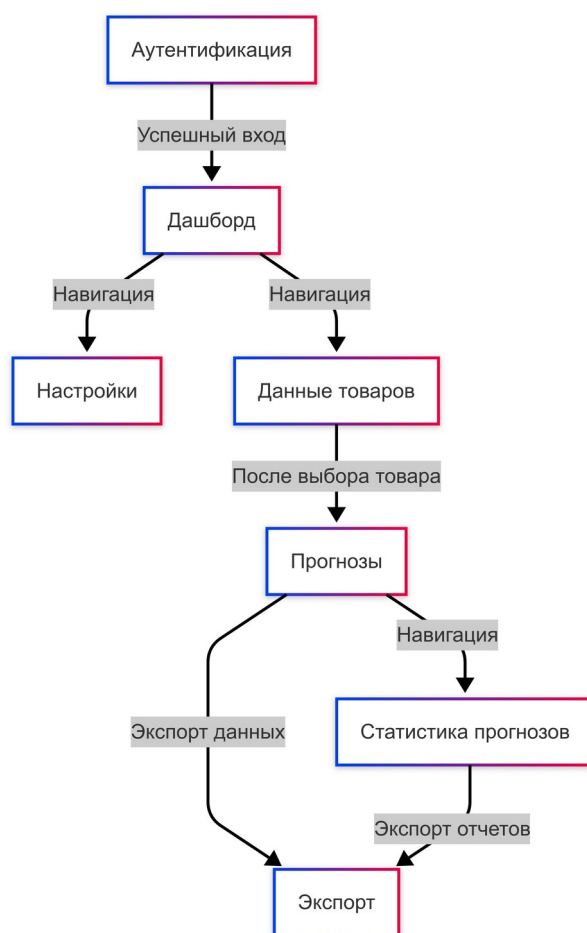 Аутентификация
Успешный вход
Дашборд
Навигация
Навигация
Настройки
Данные товаров
После выбора товара
Прогнозы
Навигация
Экспорт данных
Статистика прогнозов
Экспорт отчетов
Экспорт